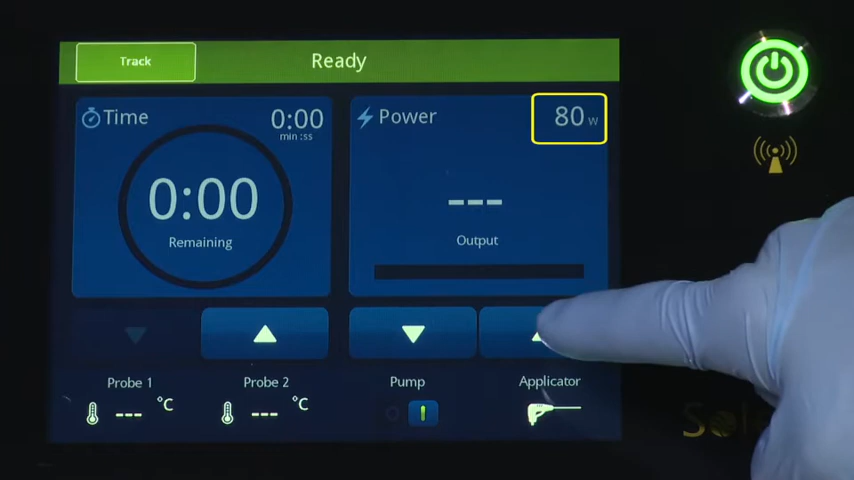 Track
Ready
Time
0:00
min :ss
Power
80 w
0:00
Remaining
---
Output
Probe 1
Probe 2
Pump
Applicator
--- °C
--- °C